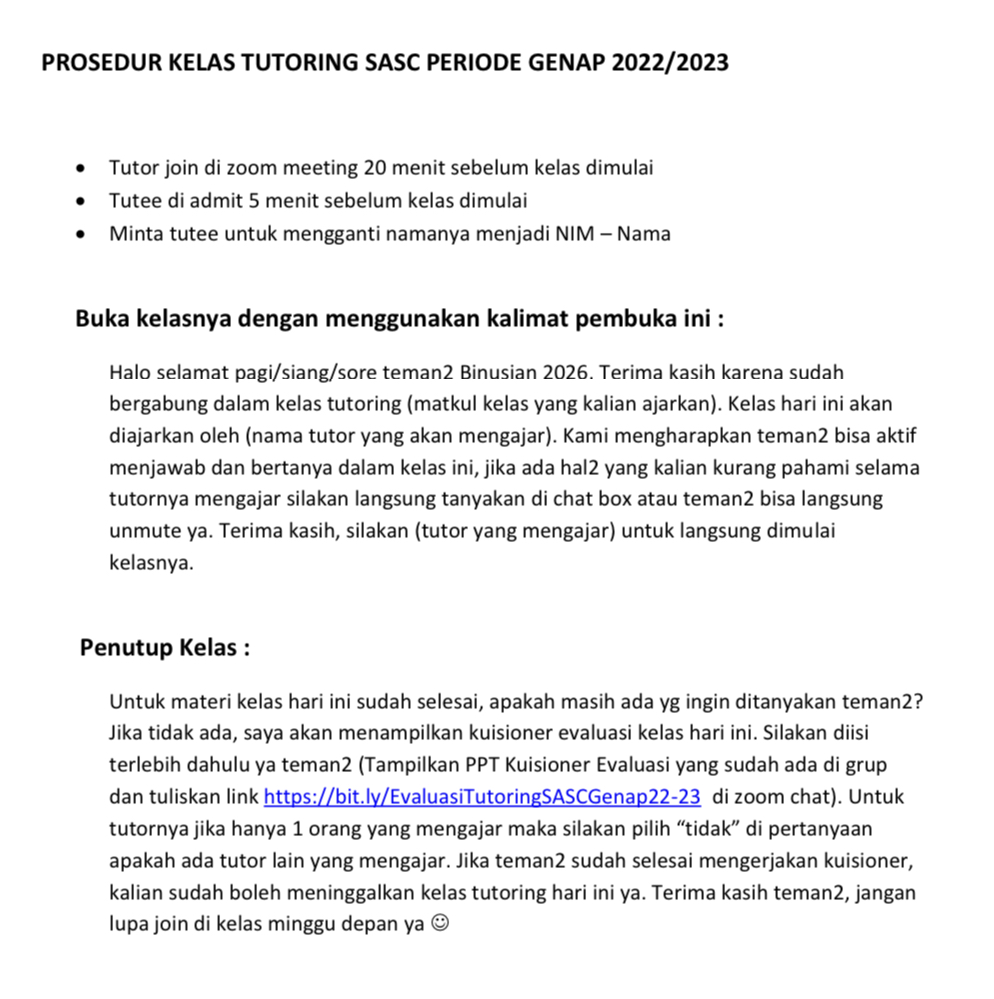 PROSEDUR KELAS TUTORING SASC PERIODE GENAP 2022/2023
• Tutor join di zoom meeting 20 menit sebelum kelas dimulai
• Tutee di admit 5 menit sebelum kelas dimulai
• Minta tutee untuk mengganti namanya menjadi NIM – Nama
Buka kelasnya dengan menggunakan kalimat pembuka ini :
Halo selamat pagi/siang/sore teman2 Binusian 2026. Terima kasih karena sudah
bergabung dalam kelas tutoring (matkul kelas yang kalian ajarkan). Kelas hari ini akan
diajarkan oleh (nama tutor yang akan mengajar). Kami mengharapkan teman2 bisa aktif
menjawab dan bertanya dalam kelas ini, jika ada hal2 yang kalian kurang pahami selama
tutornya mengajar silakan langsung tanyakan di chat box atau teman2 bisa langsung
unmute ya. Terima kasih, silakan (tutor yang mengajar) untuk langsung dimulai
kelasnya.
Penutup Kelas :
Untuk materi kelas hari ini sudah selesai, apakah masih ada yg ingin ditanyakan teman2?
Jika tidak ada, saya akan menampilkan kuisioner evaluasi kelas hari ini. Silakan diisi
terlebih dahulu ya teman2 (Tampilkan PPT Kuisioner Evaluasi yang sudah ada di grup
dan tuliskan link https://bit.ly/EvaluasiTutoringSASCGenap22-23 di zoom chat). Untuk
tutornya jika hanya 1 orang yang mengajar maka silakan pilih “tidak” di pertanyaan
apakah ada tutor lain yang mengajar. Jika teman2 sudah selesai mengerjakan kuisioner,
kalian sudah boleh meninggalkan kelas tutoring hari ini ya. Terima kasih teman2, jangan
lupa join di kelas minggu depan ya ☺